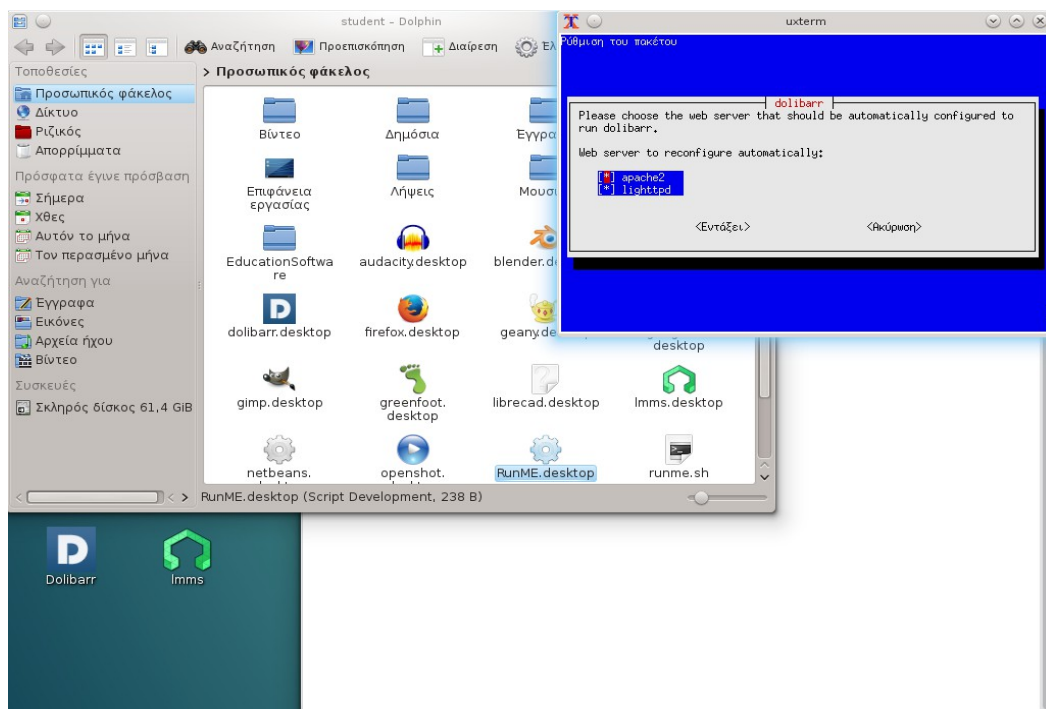 student – Dolphin
Αναζήτηση Προεπισκόπηση Διαίρεση
Τοποθεσίες
Προσωπικός φάκελος
Δίκτυο
Ριζικός
Απορρίμματα
Πρόσφατα έγινε πρόσβαση
Σήμερα
Χθες
Αυτόν το μήνα
Τον περασμένο μήνα
Αναζήτηση για
Έγγραφα
Εικόνες
Αρχεία ήχου
Βίντεο
Συσκευές
Σκληρός δίσκος 61,4 GiB
> Προσωπικός φάκελος
Βίντεο
Δημόσια
Επιφάνεια
εργασίας
Λήψεις
EducationSoftwa
re
audacity.desktop
dolibarr.desktop
firefox.desktop
desktop
gimp.desktop
greenfoot.
desktop
librecad.desktop
lmms.desktop
netbeans.
openshot.
RunME.desktop
runme.sh
RunME.desktop (Script Development, 238 B)
uxterm
Ρύθμιση του πακέτου
dolibarr
Please choose the web server that should be automatically configured to
run dolibarr.
Web server to reconfigure automatically:
[*] apache2
[*] lighttpd
<Εντάξει> <Ακύρωση>
Dolibarr
lmms